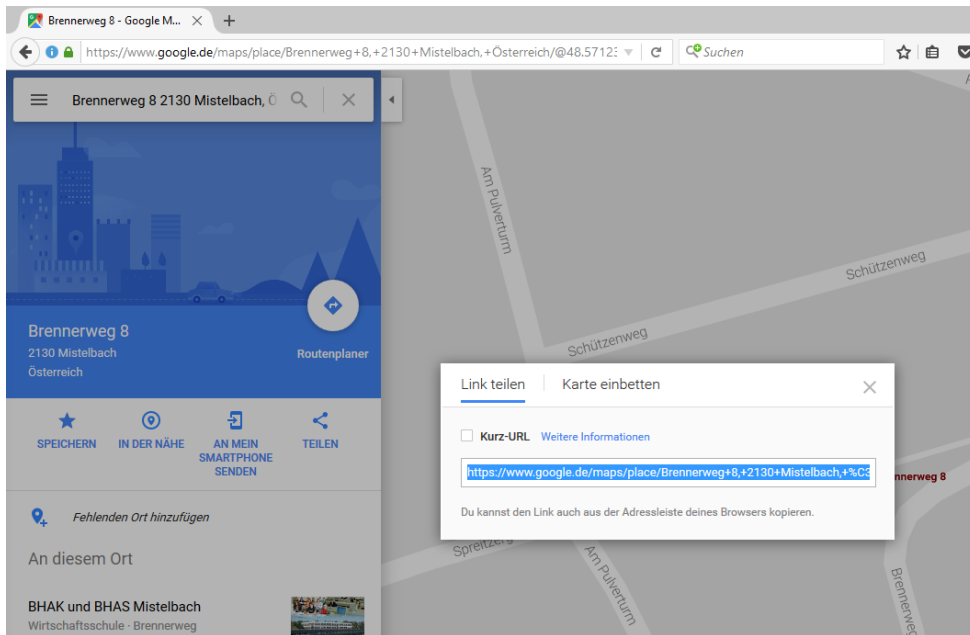 Brennerweg 8 - Google M...
https://www.google.de/maps/place/Brennerweg+8,+2130+Mistelbach,+Österreich/@48.5712
Suchen
Brennerweg 8 2130 Mistelbach, Ö
Am Pulverturm
Schützenweg
Schützenweg
Brennerweg 8
2130 Mistelbach
Österreich
Routenplaner
SPEICHERN
IN DER NÄHE
AN MEIN
SMARTPHONE
SENDEN
TEILEN
Fehlenden Ort hinzufügen
An diesem Ort
BHAK und BHAS Mistelbach
Wirtschaftsschule · Brennerweg
Link teilen
Karte einbetten
Kurz-URL Weitere Informationen
https://www.google.de/maps/place/Brennerweg+8,+2130+Mistelbach,+%C3
Du kannst den Link auch aus der Adressleiste deines Browsers kopieren.
nnerweg 8
Am Pulverturm
Brennerweg